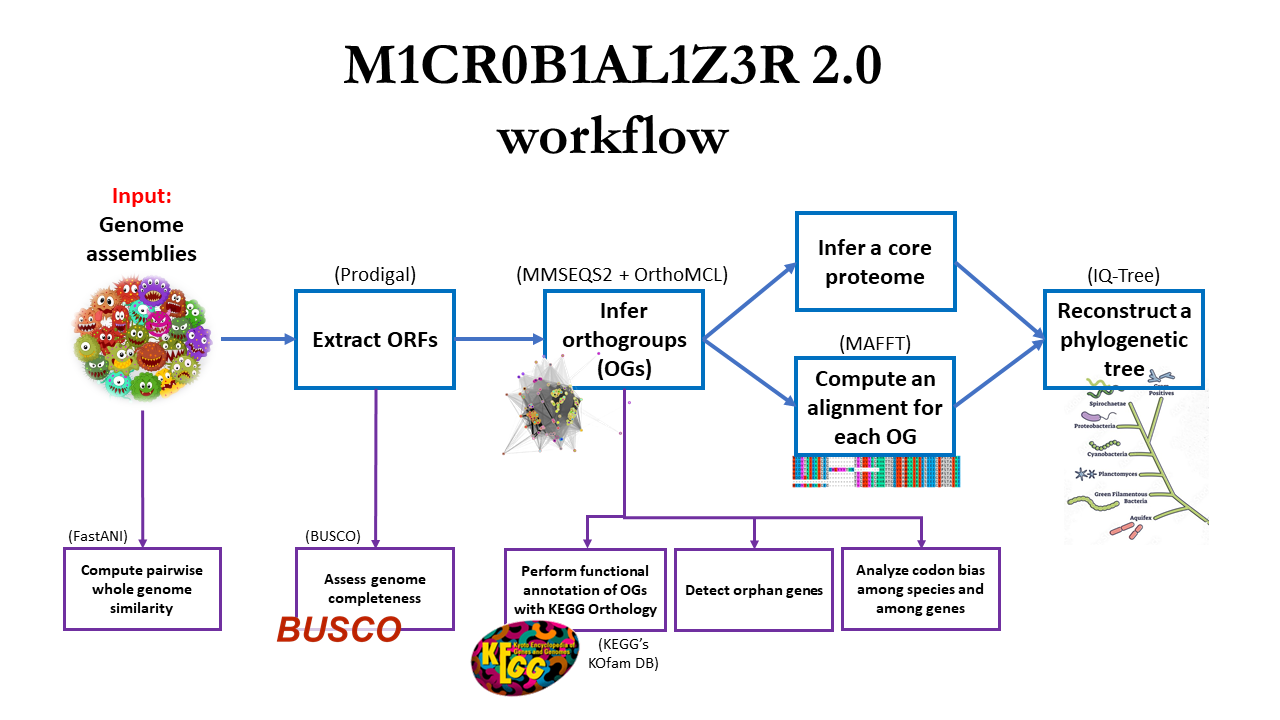 M1CR0B1AL1Z3R 2.0
workflow
Input:
Genome
assemblies
(Prodigal)
Extract ORFs
(MMSEQS2 + OrthoMCL)
Infer
orthogroups
(OGs)
Infer a core
proteome
(MAFFT)
Compute an
alignment for
each OG
(IQ-Tree)
Reconstruct a
phylogenetic
tree
Spirochaetae
Gram
Positives
Proteobacteria
Cyanobacteria
Planctomyces
Green Filamentous
Bacteria
Aquifex
(FastANI)
Compute pairwise
whole genome
similarity
(BUSCO)
Assess genome
completeness
BUSCO
Perform functional
annotation of OGs
with KEGG Orthology
KEGG
Kyoto Encyclopedia of
Genes and Genomes
(KEGG's
KOfam DB)
Detect orphan genes
Analyze codon bias
among species and
among genes